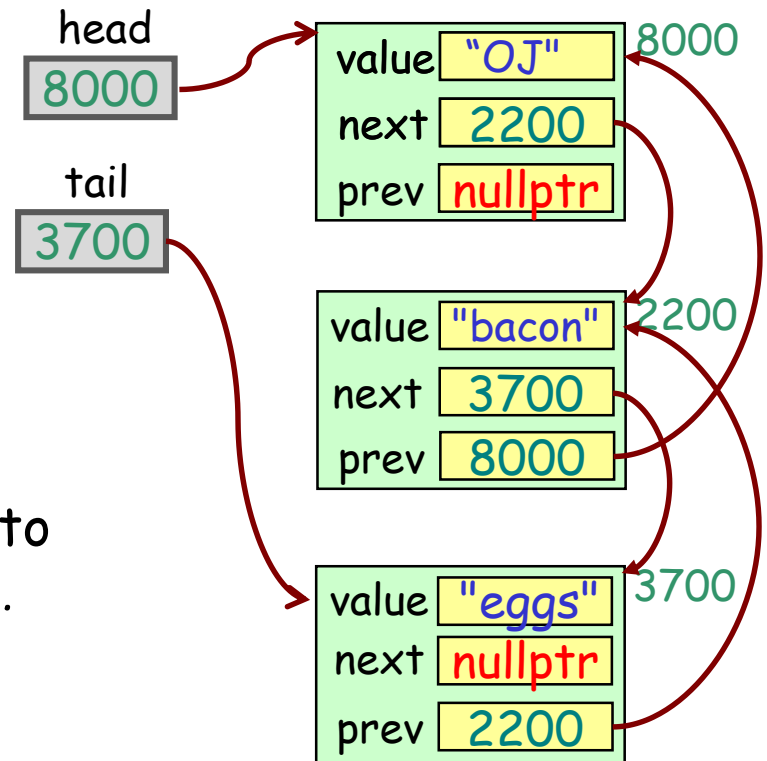 head
8000
tail
3700
to
.
8000
value "OJ"
next 2200
prev nullptr
2200
value "bacon"
next 3700
prev 8000
3700
value "eggs"
next nullptr
prev 2200